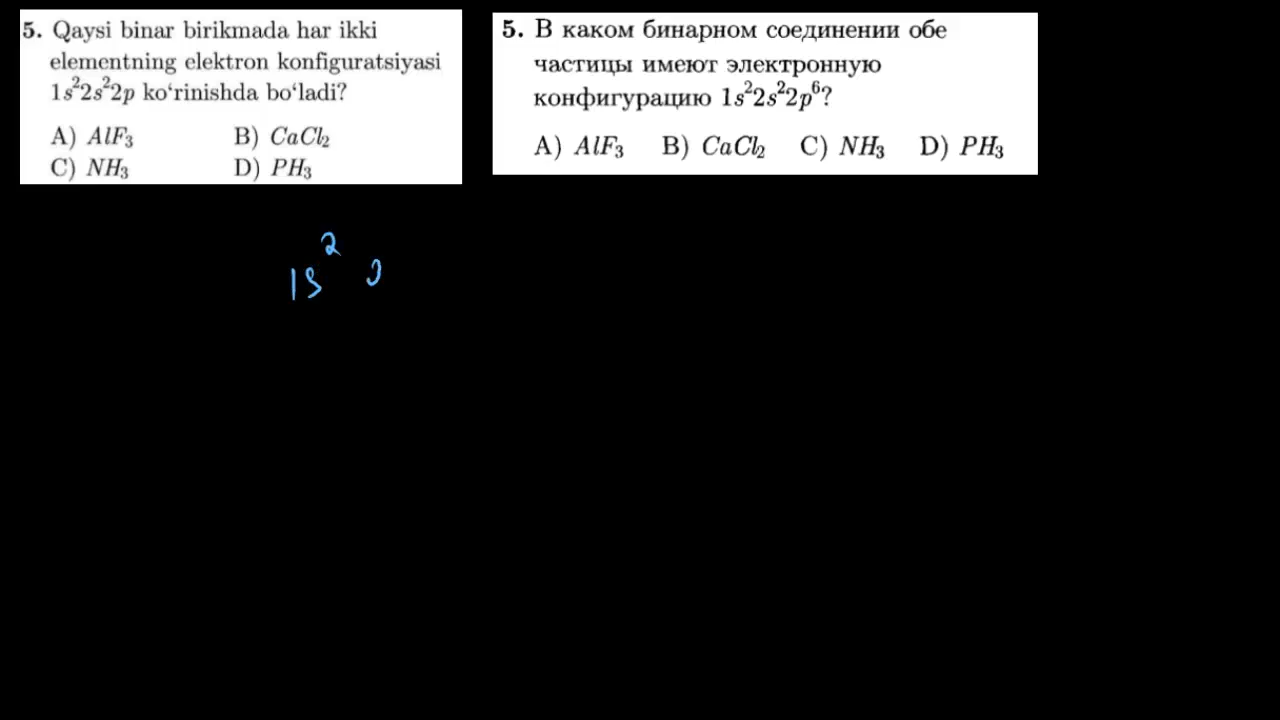 5. Qaysi binar birikmada har ikki
elementning elektron konfiguratsiyasi
1s²2s²2p ko‘rinishda bo‘ladi?
A) AlF₃ B) CaCl₂
C) NH₃ D) PH₃
5. В каком бинарном соединении обе
частицы имеют электронную
конфигурацию 1s²2s²2p⁶?
A) AlF₃ B) CaCl₂ C) NH₃ D) PH₃
1s²